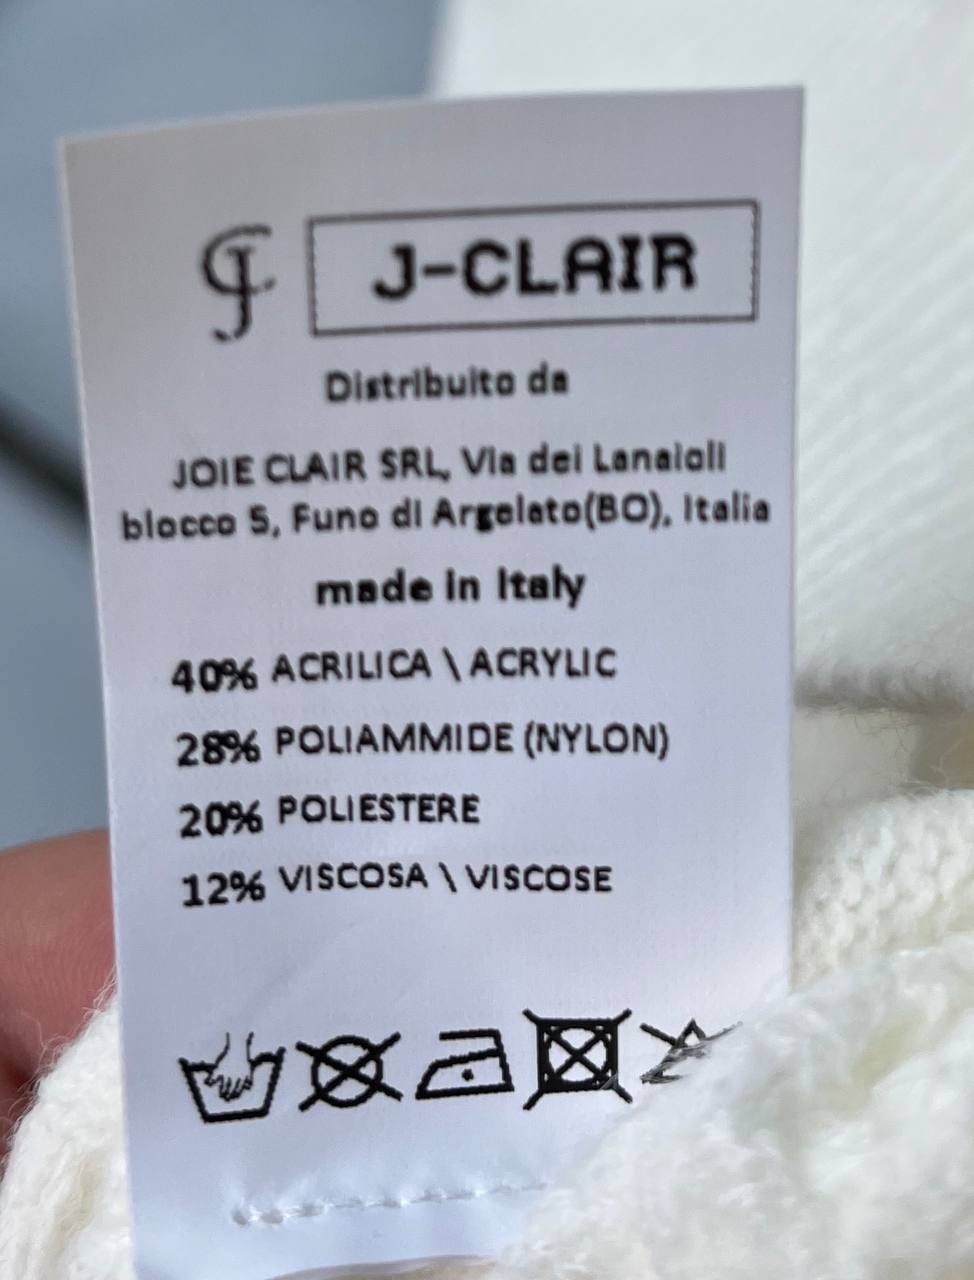 J-CLAIR
Distribuito da
JOIE CLAIR SRL, Via dei Lanaioli
blocco 5, Funo di Argelato(BO), Italia
made in Italy
40% ACRILICA \ ACRYLIC
28% POLIAMMIDE (NYLON)
20% POLIESTERE
12% VISCOSA \ VISCOSE